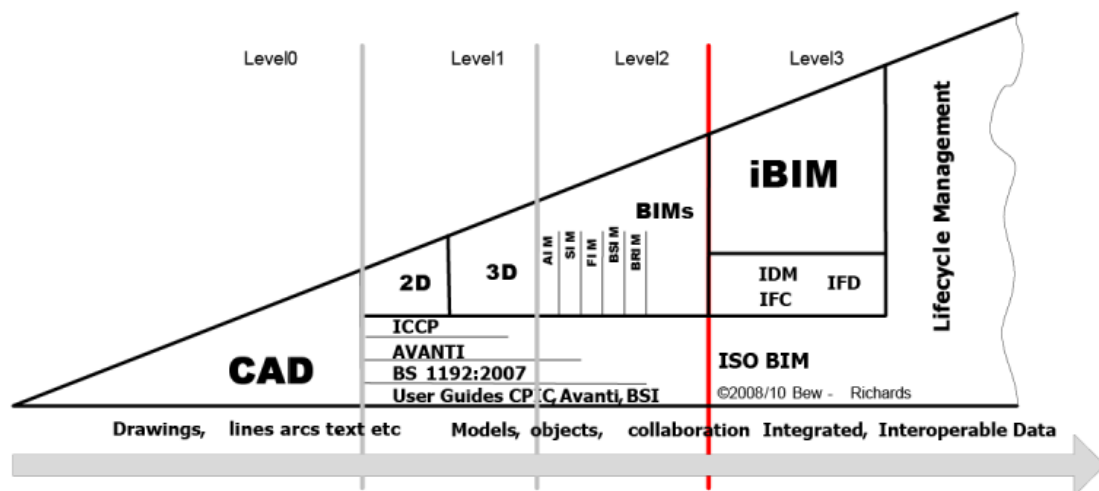 Level0
Level1
Level2
Level3
iBIM
BIMs
2D
3D
AIM
SIM
FIM
BSIM
BRIM
IDM
IFD
IFC
Lifecycle Management
CAD
ICCP
AVANTI
BS 1192:2007
User Guides CPIC, Avanti, BSI
ISO BIM
©2008/10 Bew - Richards
Drawings, lines arcs text etc Models, objects, collaboration Integrated, Interoperable Data